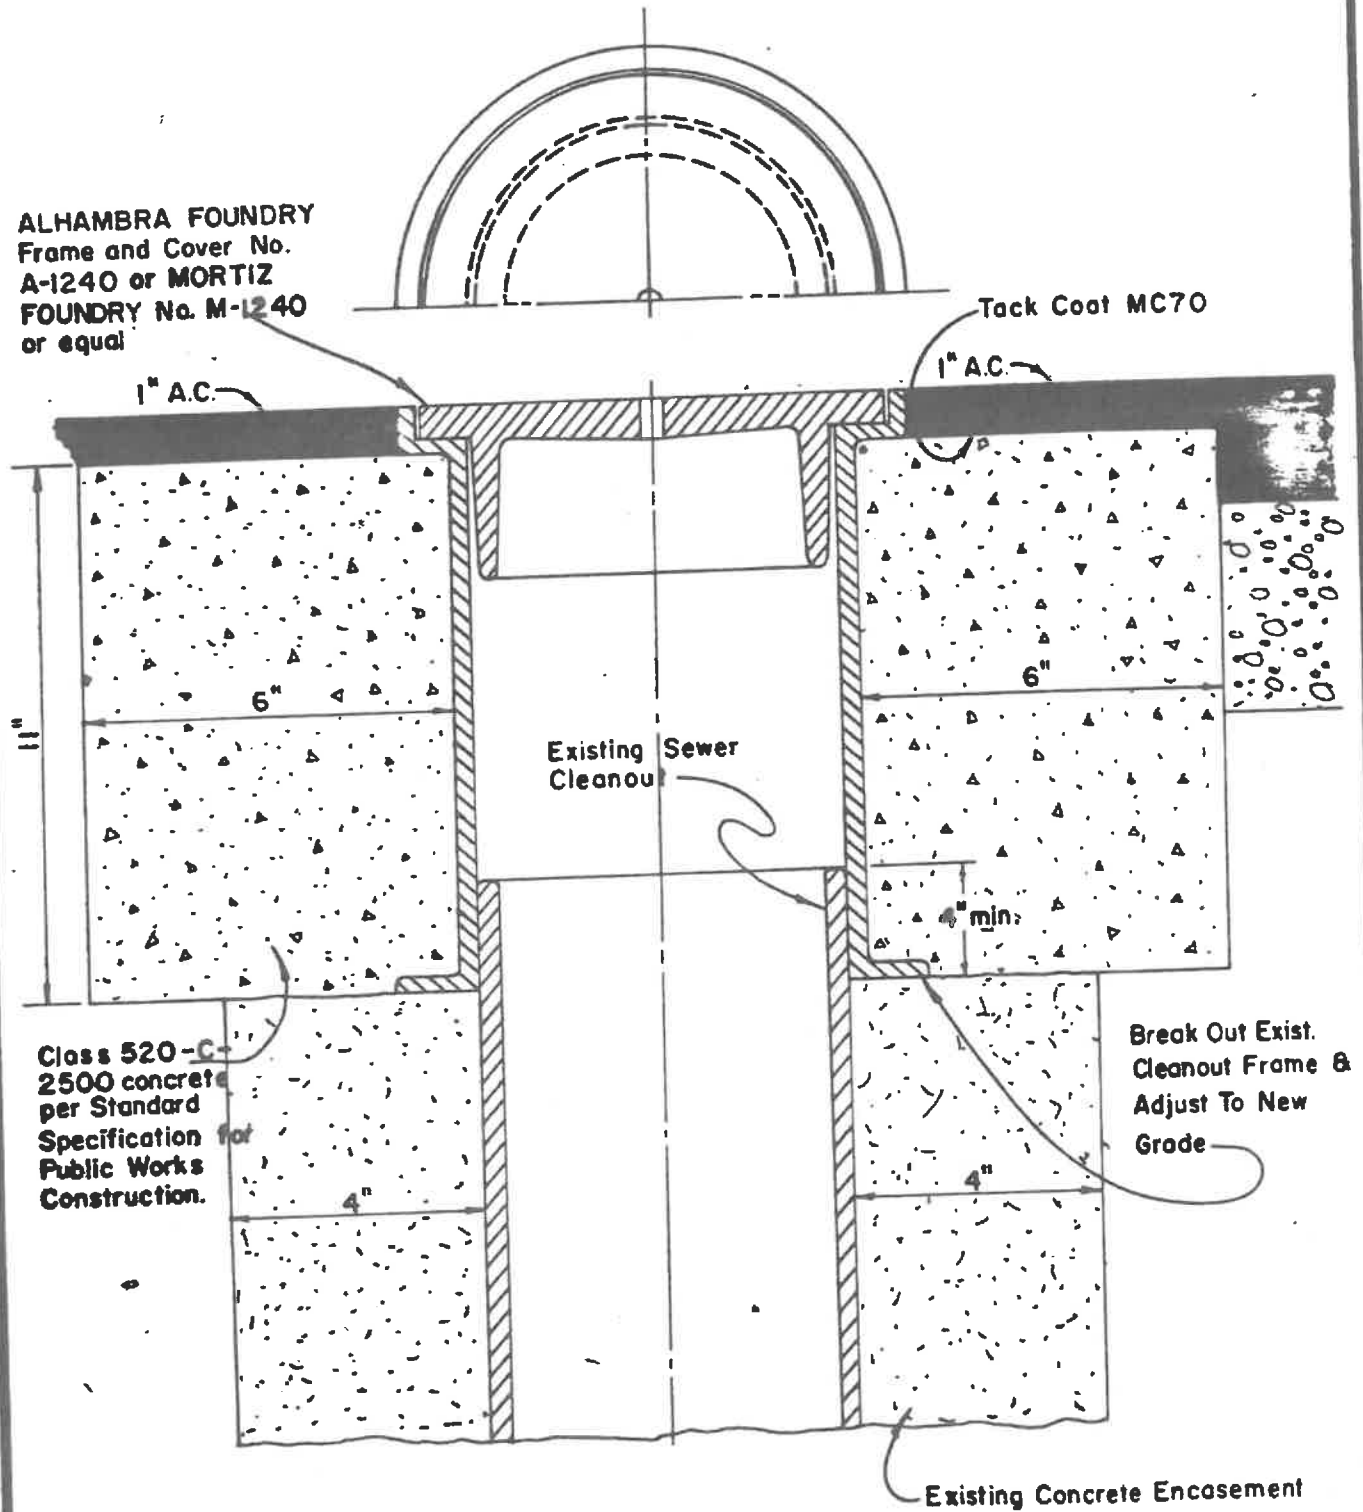 ALHAMBRA FOUNDRY
Frame and Cover No.
A-1240 or MORTIZ
FOUNDRY No. M-1240
or equal
Tack Coat MC70
1" A.C.
1" A.C.
6"
6"
11"
Existing Sewer
Cleanou
4" min.
Class 520-C-
2500 concrete
per Standard
Specification for
Public Works
Construction.
Break Out Exist.
Cleanout Frame &
Adjust To New
Grade
4"
4"
Existing Concrete Encasement